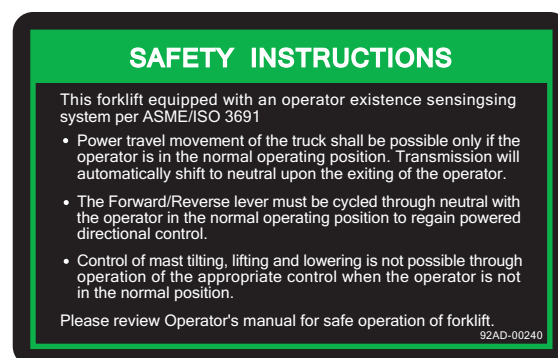 SAFETY INSTRUCTIONS
This forklift equipped with an operator existence sensingsing
system per ASME/ISO 3691
• Power travel movement of the truck shall be possible only if the
operator is in the normal operating position. Transmission will
automatically shift to neutral upon the exiting of the operator.
• The Forward/Reverse lever must be cycled through neutral with
the operator in the normal operating position to regain powered
directional control.
• Control of mast tilting, lifting and lowering is not possible through
operation of the appropriate control when the operator is not
in the normal position.
Please review Operator's manual for safe operation of forklift.
92AD-00240